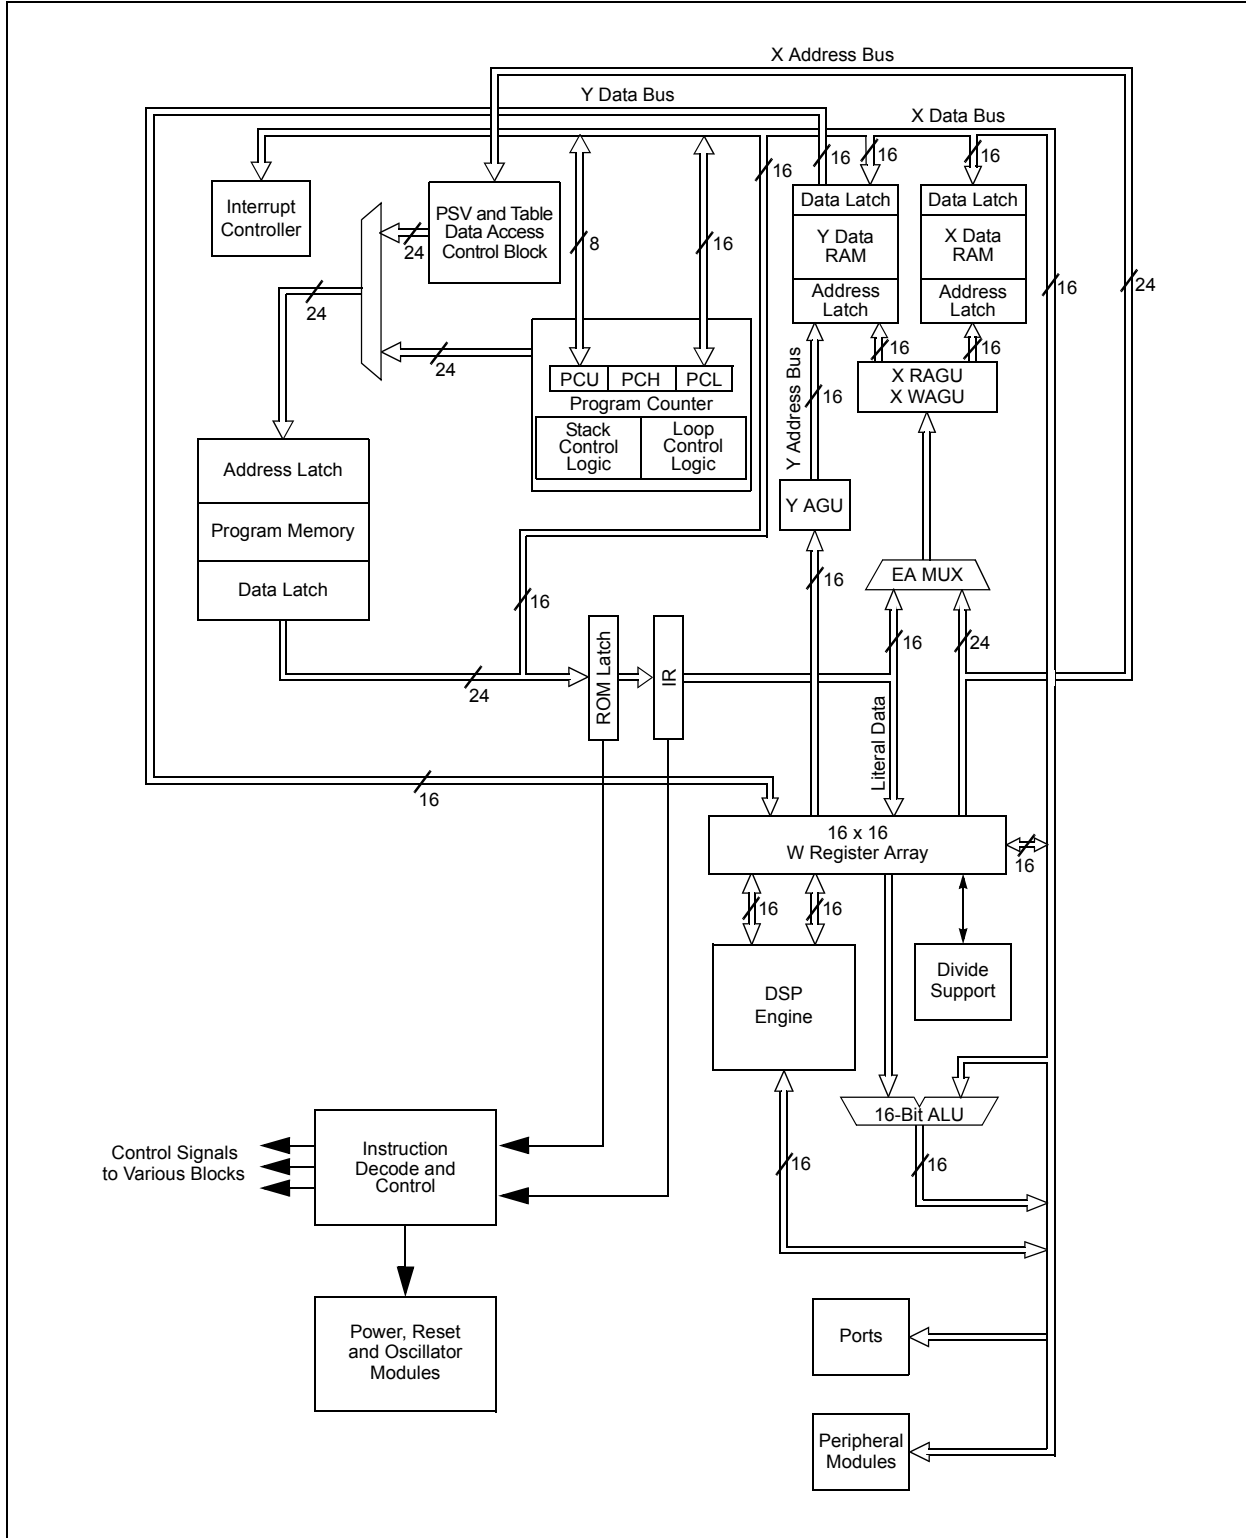 X Address Bus
Y Data Bus
X Data Bus
16
16
16
16
Interrupt
Controller
PSV and Table
Data Access
Control Block
24
8
16
Data Latch
Y Data
RAM
Address
Latch
Data Latch
X Data
RAM
Address
Latch
16
24
24
24
16
16
X RAGU
X WAGU
PCU
PCH
PCL
Program Counter
Stack
Control
Logic
Loop
Control
Logic
Y Address Bus
16
Address Latch
Program Memory
Data Latch
Y AGU
16
EA MUX
16
24
16
24
ROM Latch
IR
Literal Data
16
16 x 16
W Register Array
16
16
16
DSP
Engine
Divide
Support
16-Bit ALU
16
16
Control Signals
to Various Blocks
Instruction
Decode and
Control
Power, Reset
and Oscillator
Modules
Ports
Peripheral
Modules